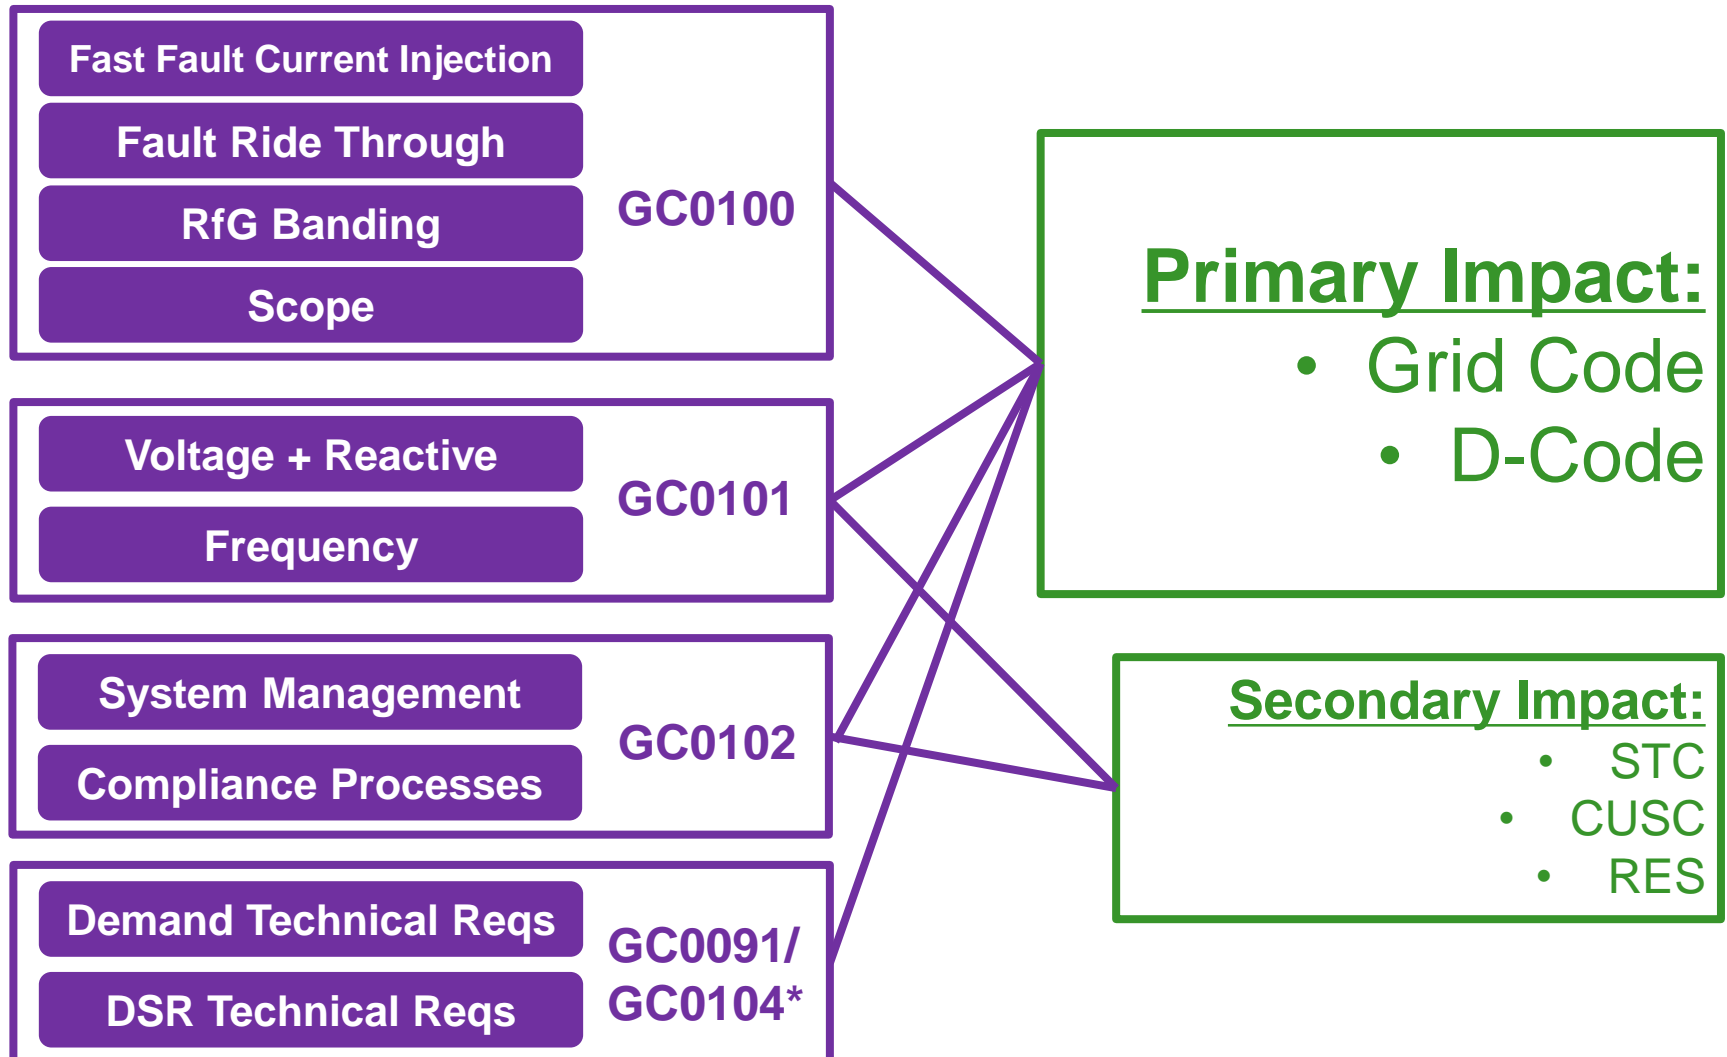 Fast Fault Current Injection
Fault Ride Through
RfG Banding
Scope
GC0100
Voltage + Reactive
Frequency
GC0101
System Management
Compliance Processes
GC0102
Demand Technical Reqs
DSR Technical Reqs
GC0091/
GC0104*
Primary Impact:
• Grid Code
• D-Code
Secondary Impact:
• STC
• CUSC
• RES